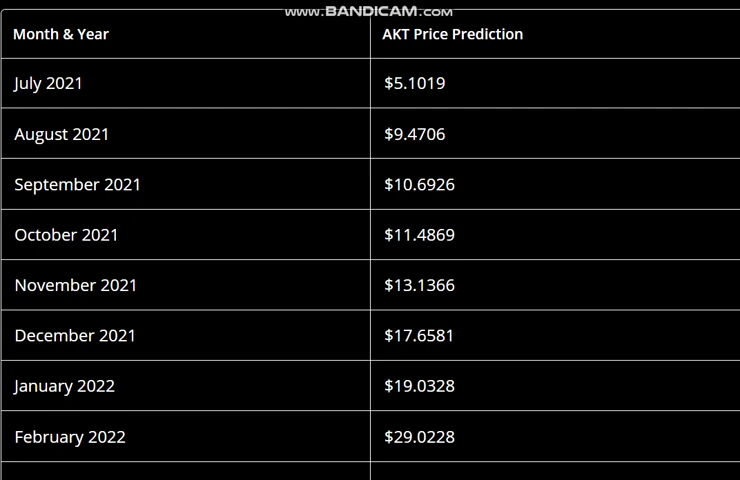 www.BANDICAM.com
Month & Year AKT Price Prediction
July 2021 $5.1019
August 2021 $9.4706
September 2021 $10.6926
October 2021 $11.4869
November 2021 $13.1366
December 2021 $17.6581
January 2022 $19.0328
February 2022 $29.0228